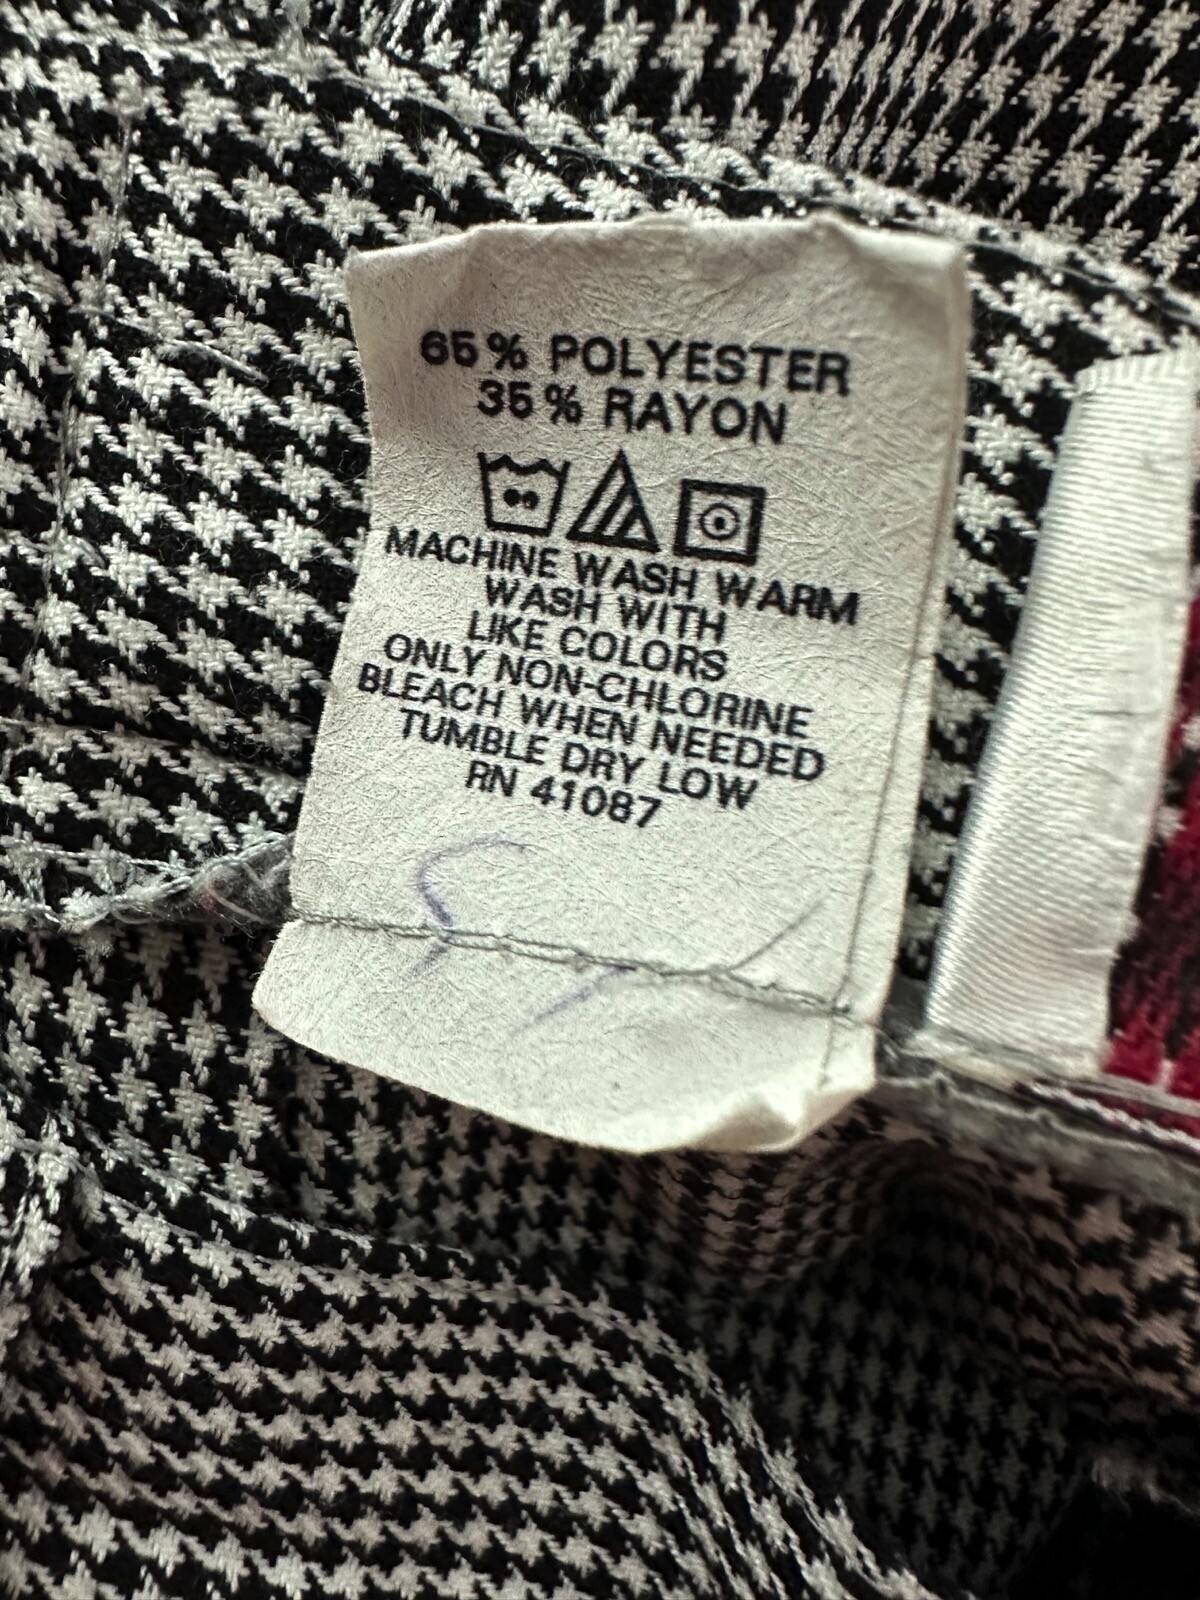 65% POLYESTER
35% RAYON
MACHINE WASH WARM
WASH WITH
LIKE COLORS
ONLY NON-CHLORINE
BLEACH WHEN NEEDED
TUMBLE DRY LOW
RN 41087